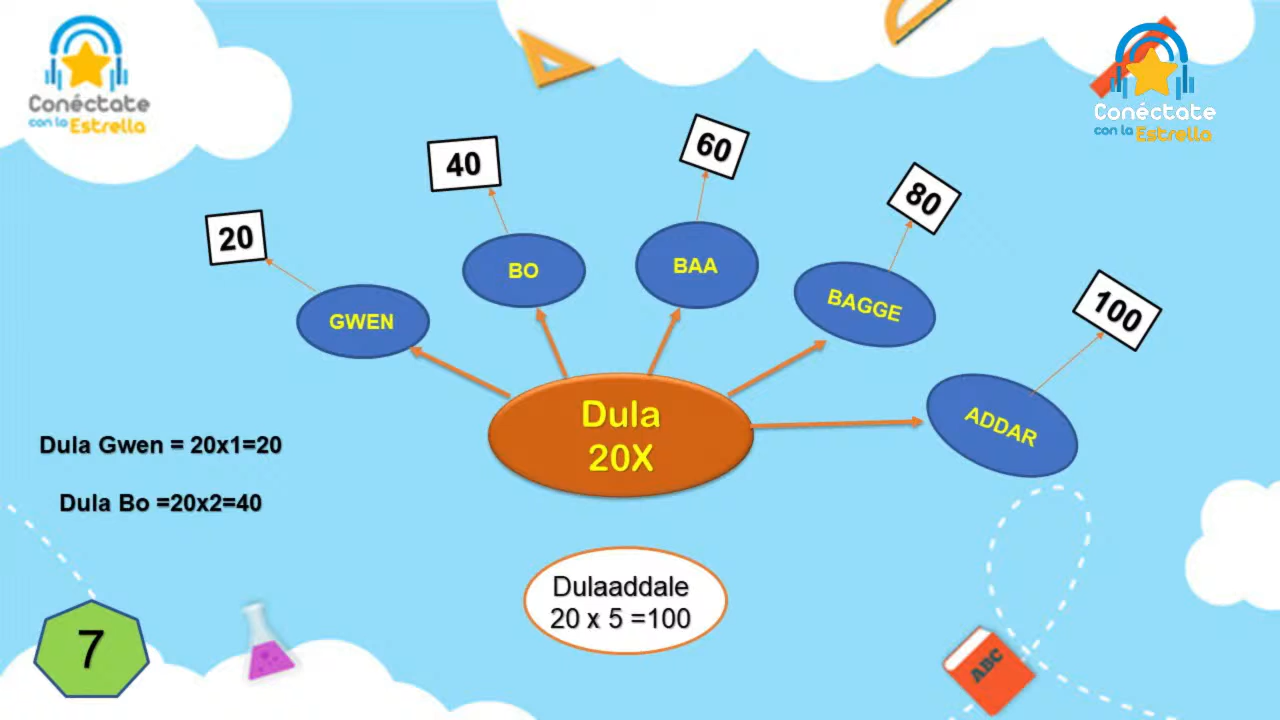 Conéctate
con la Estrella
Conéctate
con la Estrella
20
40
60
80
100
GWEN
BO
BAA
BAGGE
ADDAR
Dula
20X
Dula Gwen = 20x1=20
Dula Bo =20x2=40
Dulaaddale
20 x 5 =100
7
ABC